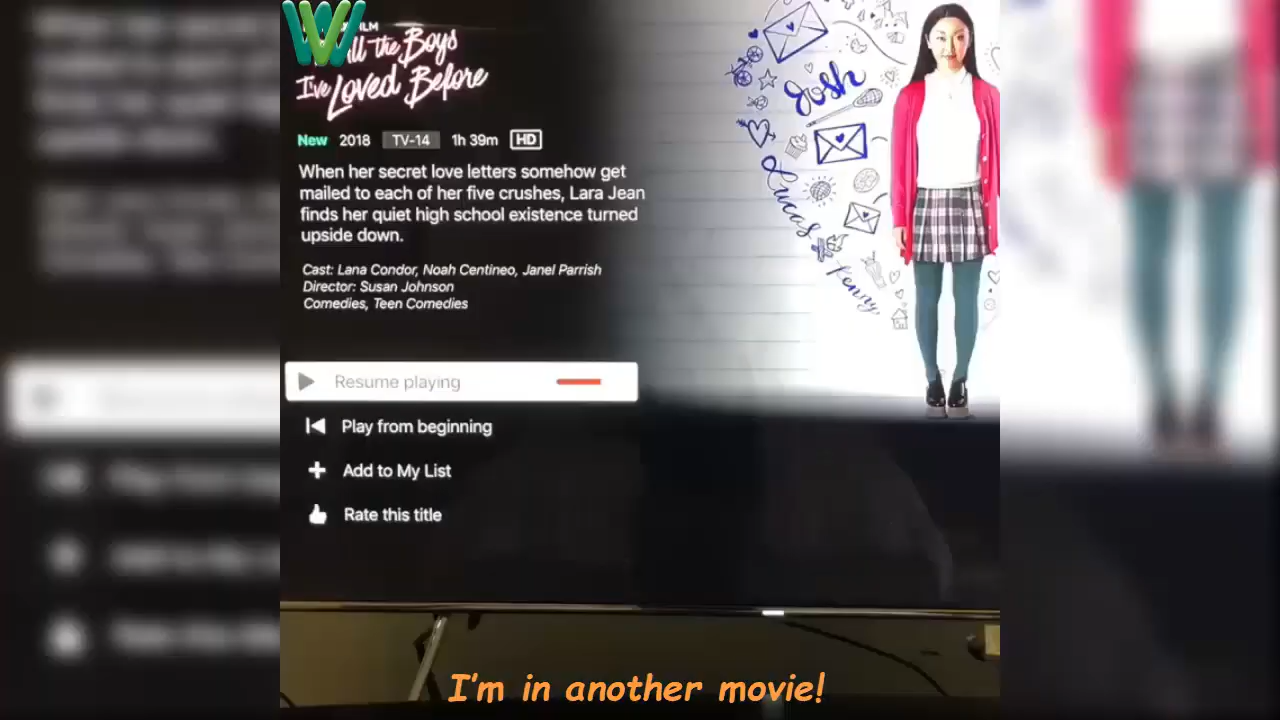 W
FILM
the Boys
I've Loved Before
New 2018 TV-14 1h 39m HD
When her secret love letters somehow get
mailed to each of her five crushes, Lara Jean
finds her quiet high school existence turned
upside down.
Cast: Lana Condor, Noah Centineo, Janel Parrish
Director: Susan Johnson
Comedies, Teen Comedies
Resume playing
Play from beginning
Add to My List
Rate this title
Josh
Lucas
Kenny
I'm in another movie!